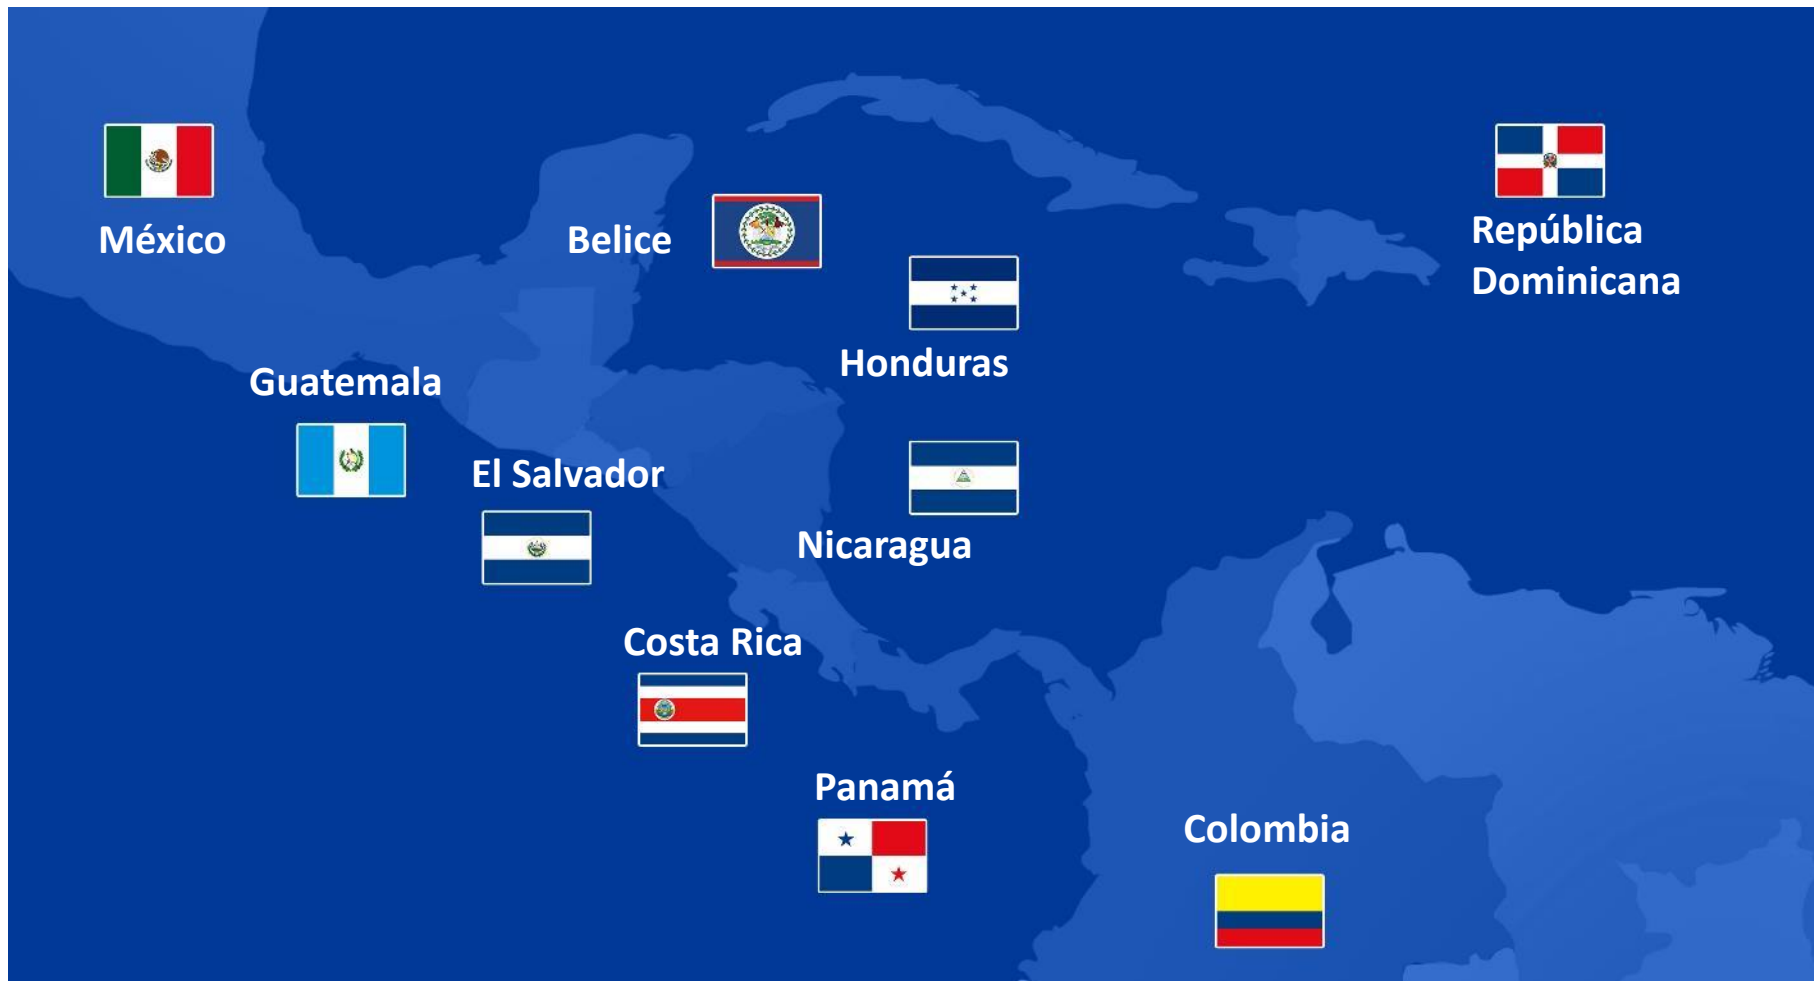 México
Belice
República
Dominicana
Honduras
Guatemala
El Salvador
Nicaragua
Costa Rica
Panamá
Colombia